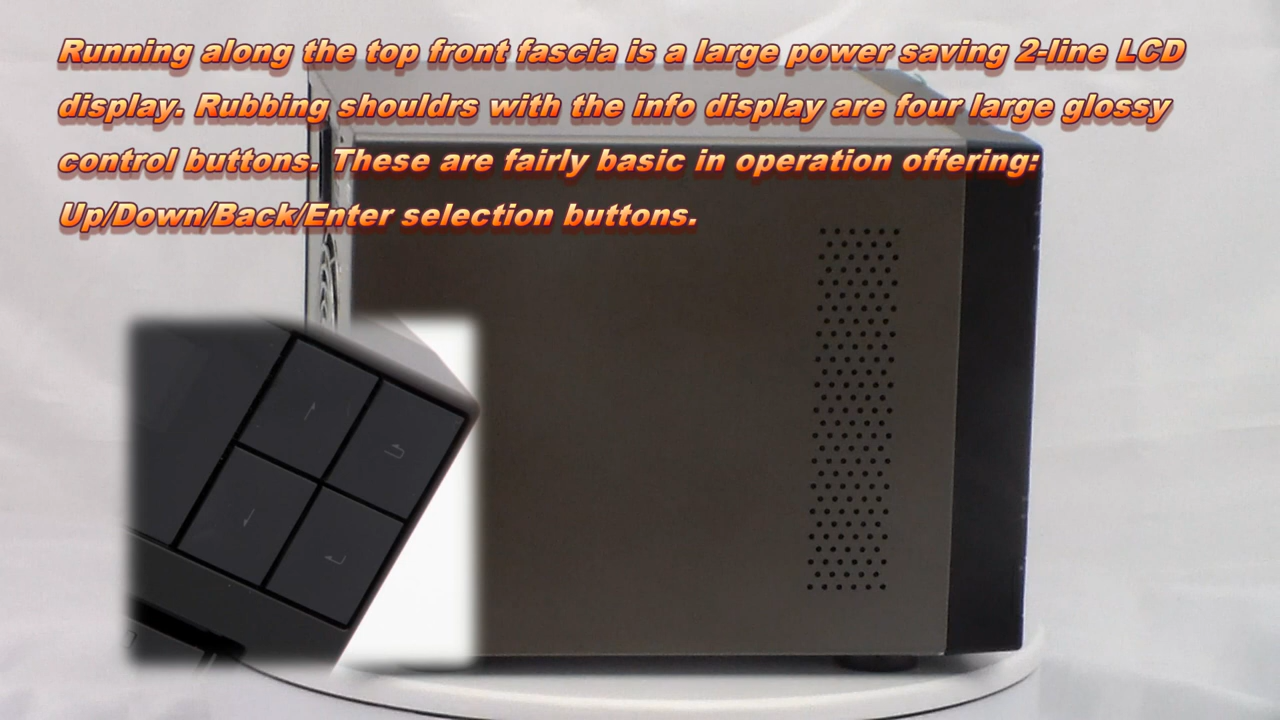 Running along the top front fascia is a large power saving 2-line LCD
display. Rubbing shouldrs with the info display are four large glossy
control buttons. These are fairly basic in operation offering:
Up/Down/Back/Enter selection buttons.